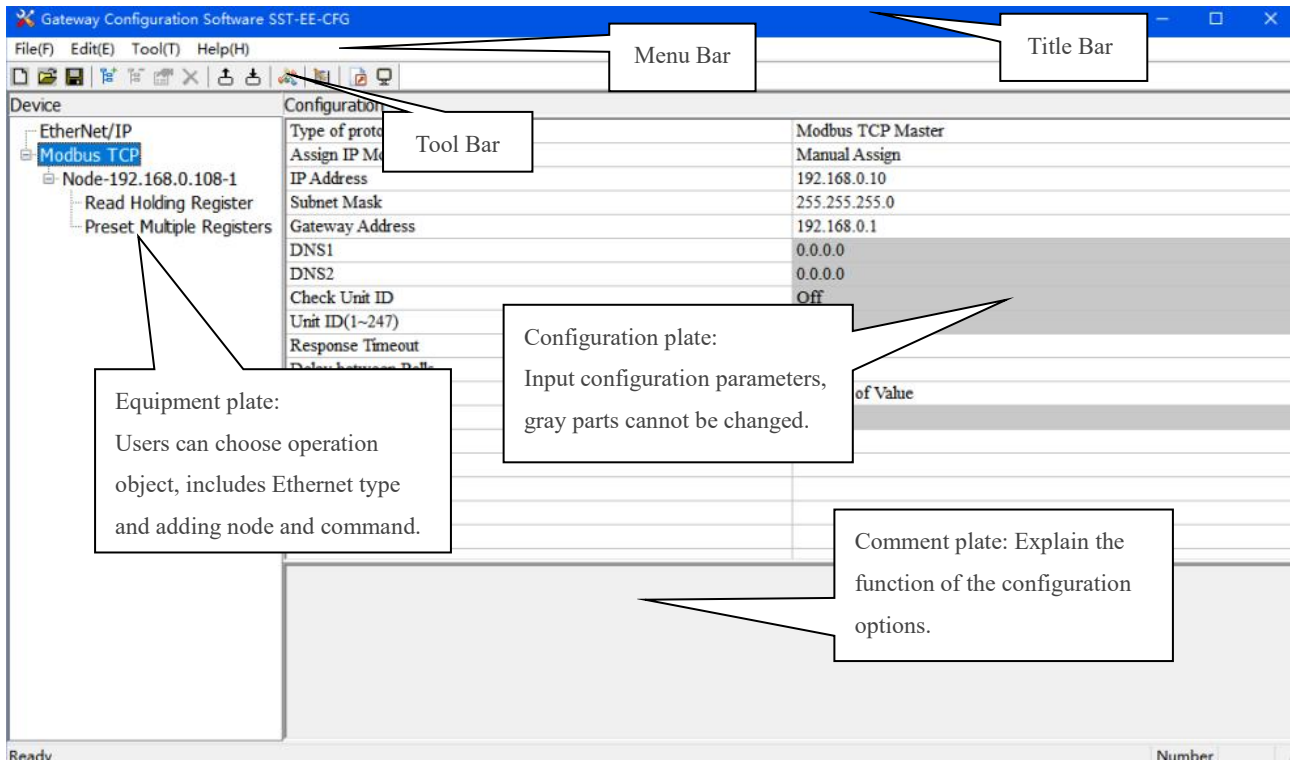 Gateway Configuration Software SST-EE-CFG
File(F) Edit(E) Tool(T) Help(H)
Menu Bar
Title Bar
Tool Bar
Device
Configuration
EtherNet/IP
Modbus TCP
Node-192.168.0.108-1
Read Holding Register
Preset Multiple Registers
Type of Modbus TCP Master
Assign IP Manual Assign
IP Address 192.168.0.10
Subnet Mask 255.255.255.0
Gateway Address 192.168.0.1
DNS1 0.0.0.0
DNS2 0.0.0.0
Check Unit ID Off
Unit ID(1~247)
Response Timeout
Delay between Polls
of Value
Equipment plate:
Users can choose operation
object, includes Ethernet type
and adding node and command.
Configuration plate:
Input configuration parameters,
gray parts cannot be changed.
Comment plate: Explain the
function of the configuration
options.
Ready
Number